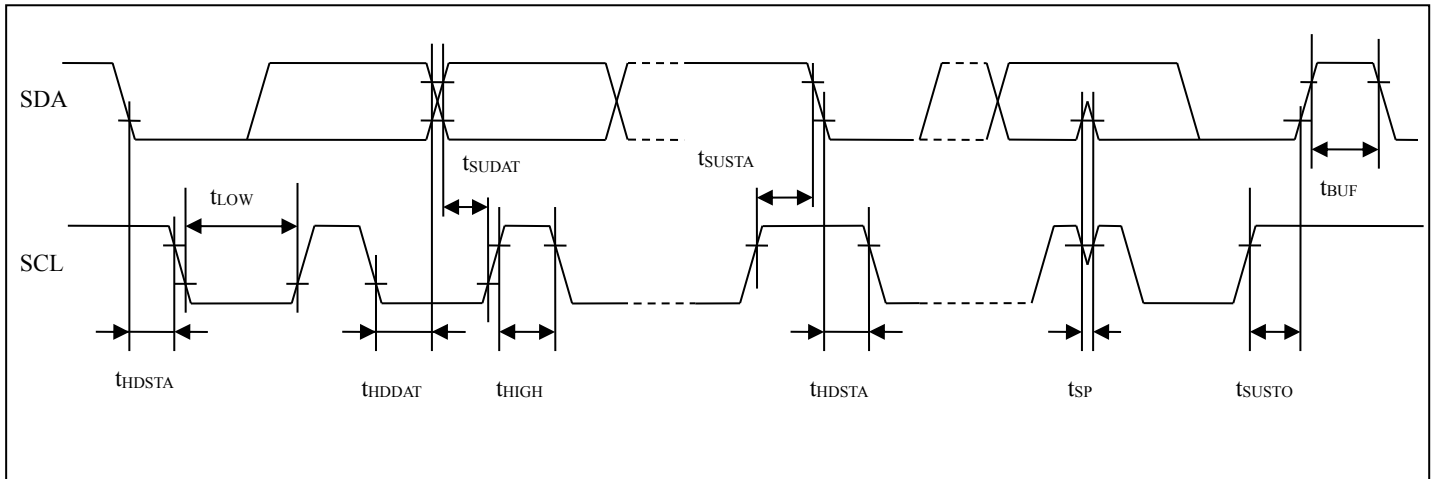 SDA
tSUDAT
tSUSTA
tLOW
tBUF
SCL
tHDSTA
tHDDAT
tHIGH
tHDSTA
tSP
tSUSTO